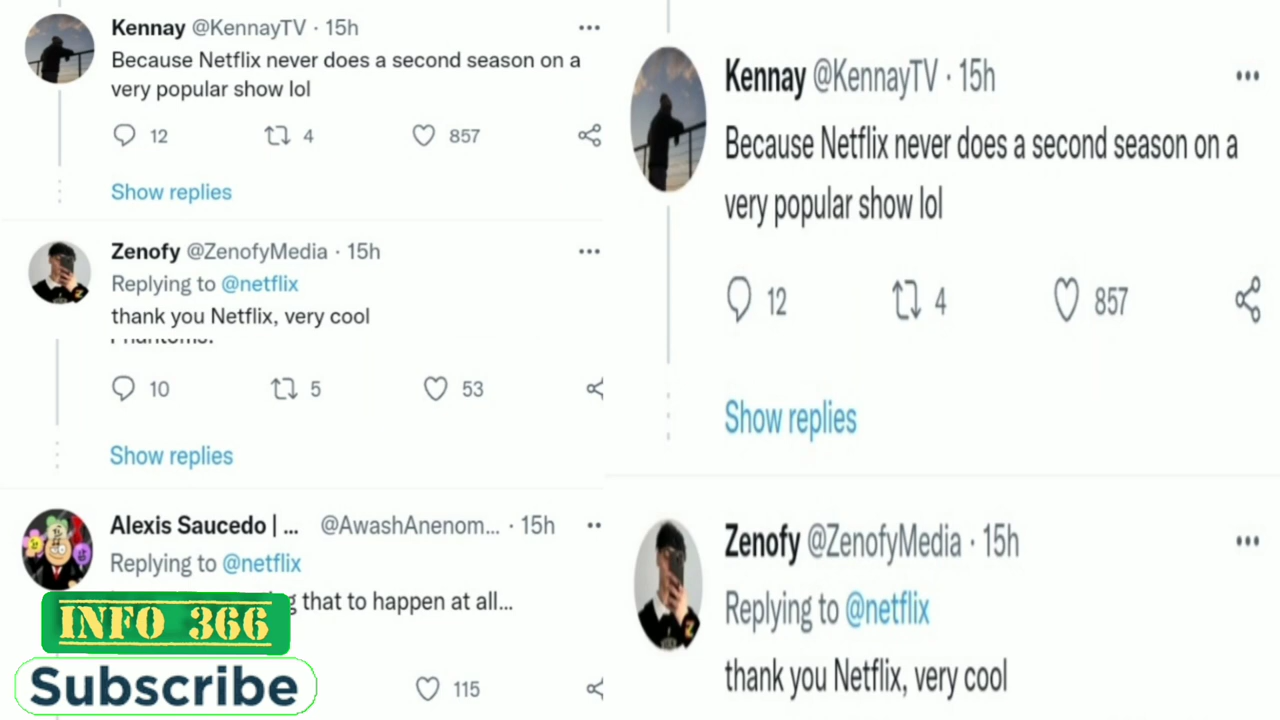 Kennay @KennayTV · 15h
Because Netflix never does a second season on a
very popular show lol
12 4 857
Show replies
Zenofy @ZenofyMedia · 15h
Replying to @netflix
thank you Netflix, very cool
10 5 53
Show replies
Alexis Saucedo | ... @AwashAnenom... · 15h
Replying to @netflix
that to happen at all...
115
INFO 366
Subscribe
Kennay @KennayTV · 15h
Because Netflix never does a second season on a
very popular show lol
12 4 857
Show replies
Zenofy @ZenofyMedia · 15h
Replying to @netflix
thank you Netflix, very cool